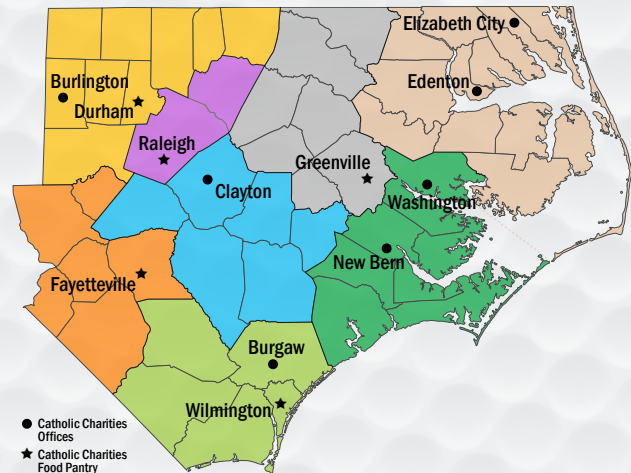 Elizabeth City
Edenton
Burlington
Durham
Raleigh
Greenville
Clayton
Washington
New Bern
Fayetteville
Burgaw
Wilmington
Catholic Charities
Offices
Catholic Charities
Food Pantry